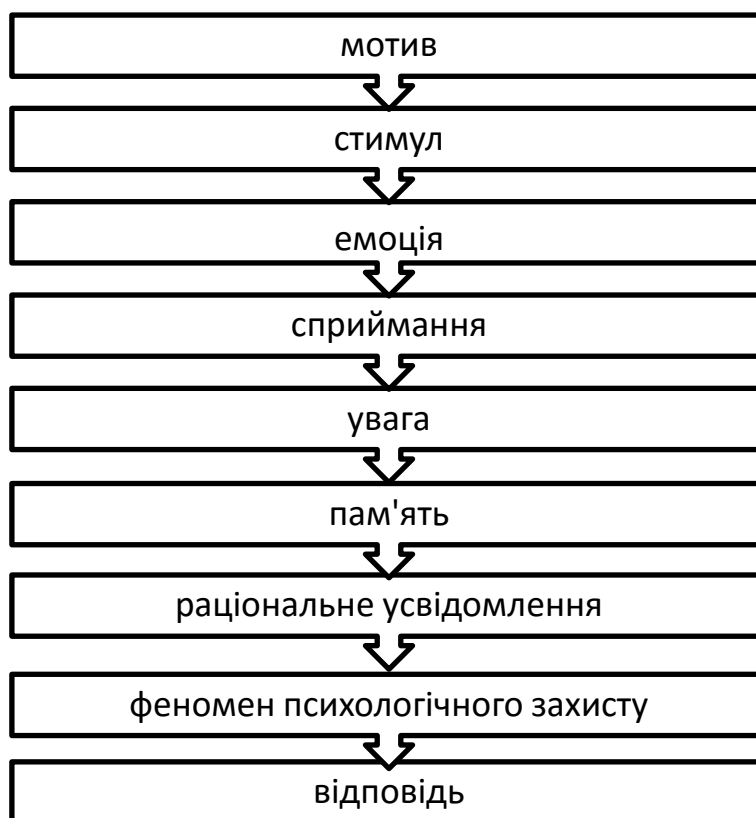 мотив
стимул
емоція
сприймання
увага
пам'ять
раціональне усвідомлення
феномен психологічного захисту
відповідь